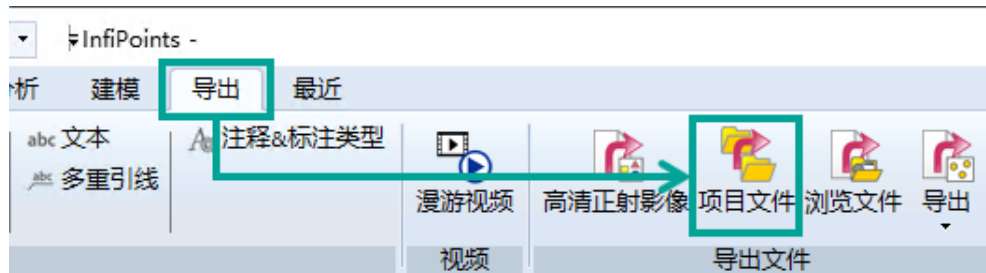 InfiPoints -
析 建模 导出 最近
abc 文本 A 注释&标注类型
abc 多重引线
漫游视频 高清正射影像 项目文件 浏览文件 导出
视频 导出文件